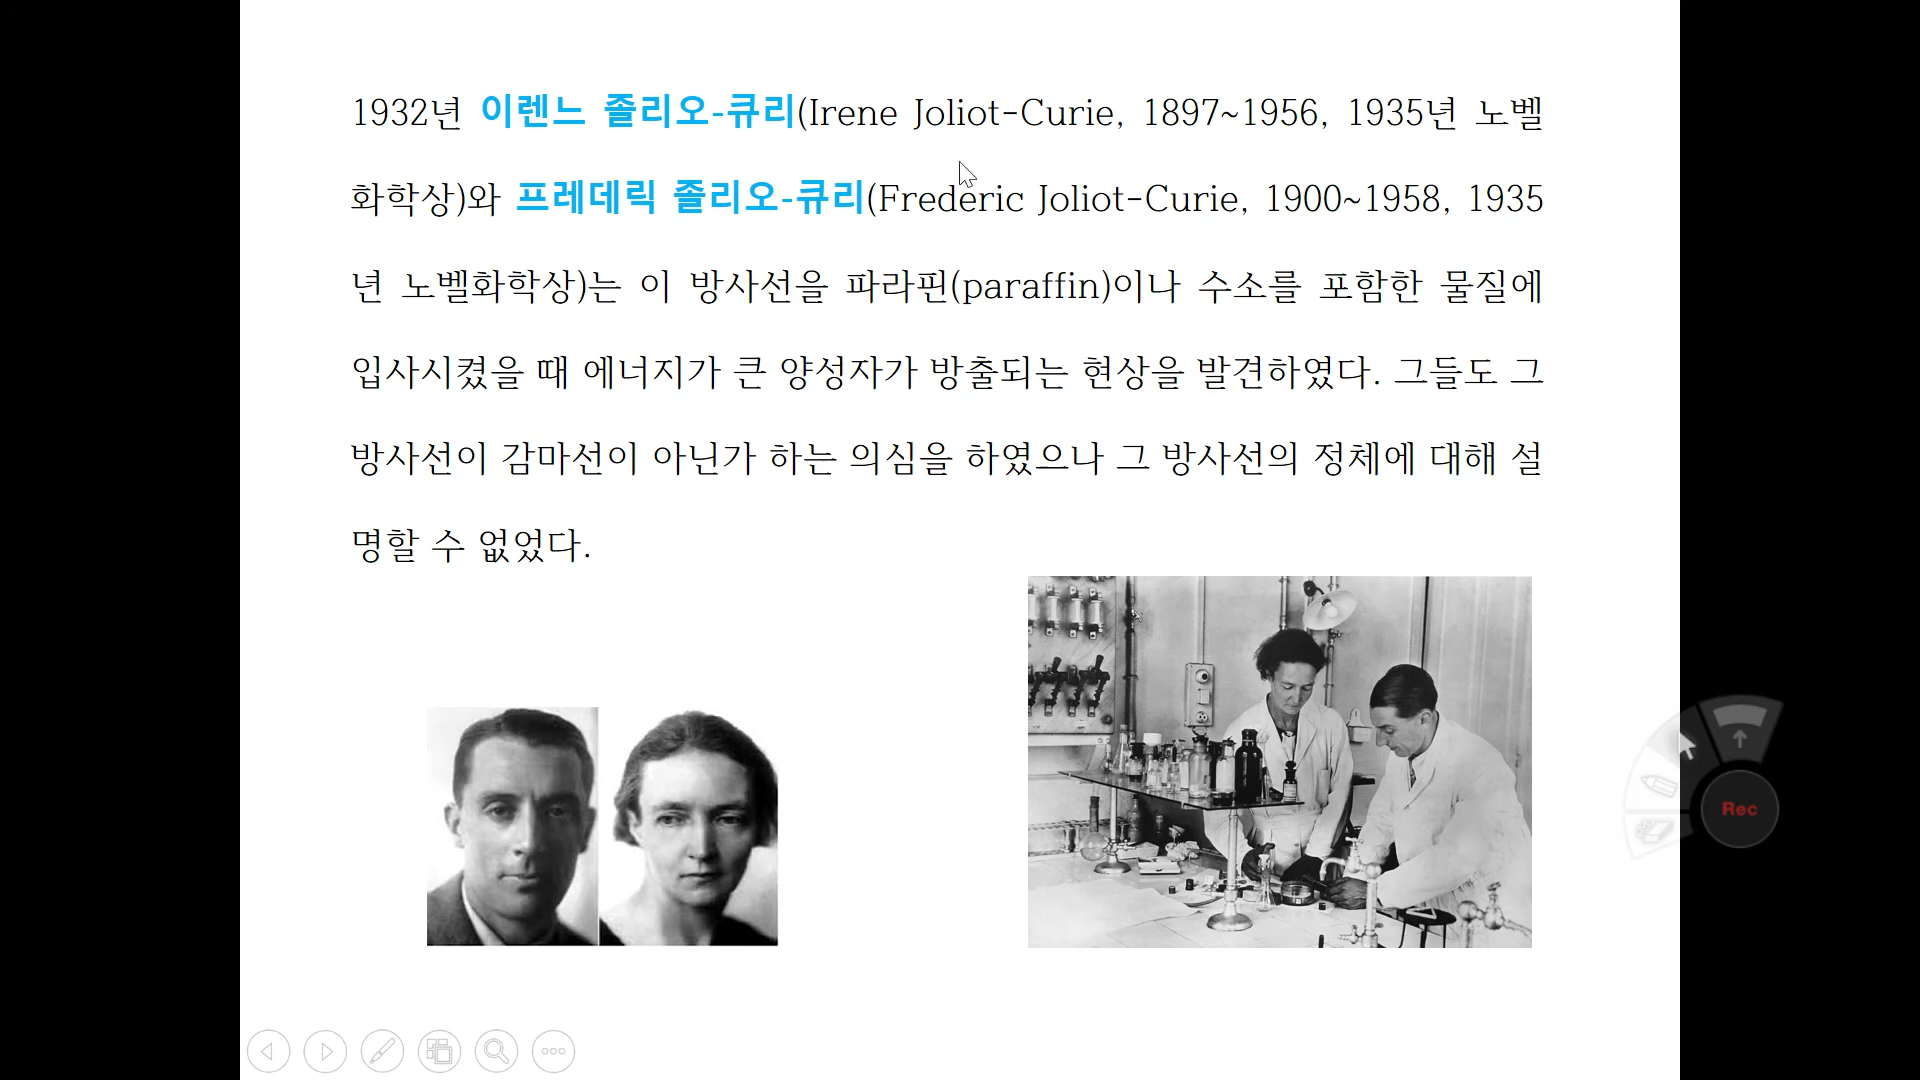 1932년 이렌느 졸리오-큐리(Irene Joliot-Curie, 1897~1956, 1935년 노벨
화학상)와 프레데릭 졸리오-큐리(Frederic Joliot-Curie, 1900~1958, 1935
년 노벨화학상)는 이 방사선을 파라핀(paraffin)이나 수소를 포함한 물질에
입사시켰을 때 에너지가 큰 양성자가 방출되는 현상을 발견하였다. 그들도 그
방사선이 감마선이 아닌가 하는 의심을 하였으나 그 방사선의 정체에 대해 설
명할 수 없었다.
Rec